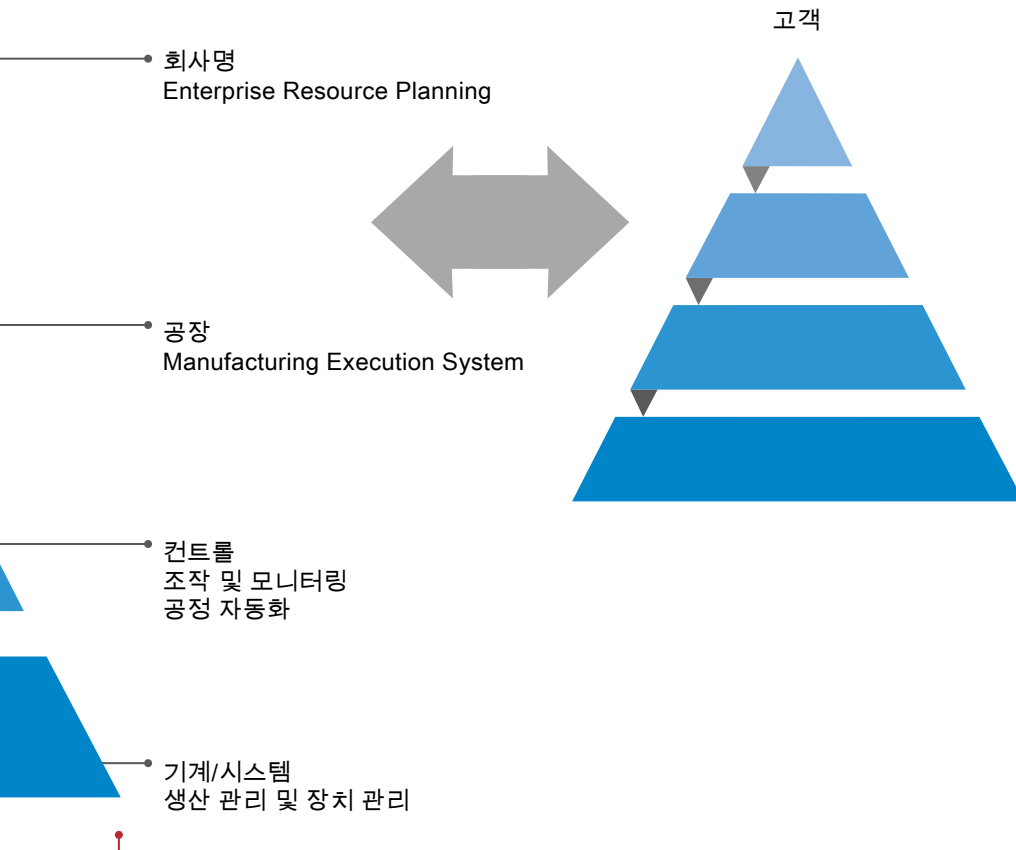 고객
회사명
Enterprise Resource Planning
공장
Manufacturing Execution System
컨트롤
조작 및 모니터링
공정 자동화
기계/시스템
생산 관리 및 장치 관리